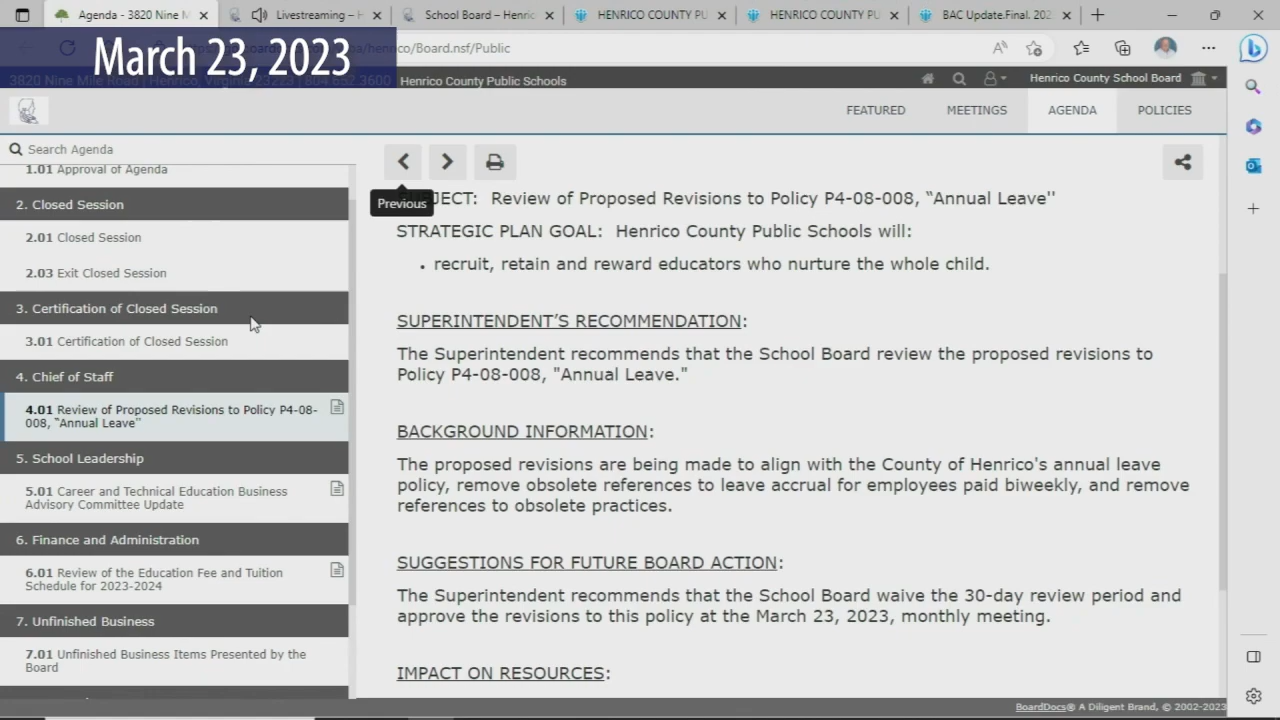 Agenda - 3820 Nine M
Livestreaming – H
School Board – Henric
HENRICO COUNTY PU
HENRICO COUNTY PU
BAC Update.Final. 202
March 23, 2023
nrico/Board.nsf/Public
3820 Nine Mile Road | Henrico, Virginia 23223 | 804.652.3600
Henrico County Public Schools
Henrico County School Board
FEATURED
MEETINGS
AGENDA
POLICIES
Search Agenda
1.01 Approval of Agenda
2. Closed Session
2.01 Closed Session
2.03 Exit Closed Session
3. Certification of Closed Session
3.01 Certification of Closed Session
4. Chief of Staff
4.01 Review of Proposed Revisions to Policy P4-08-
008, “Annual Leave”
5. School Leadership
5.01 Career and Technical Education Business
Advisory Committee Update
6. Finance and Administration
6.01 Review of the Education Fee and Tuition
Schedule for 2023-2024
7. Unfinished Business
7.01 Unfinished Business Items Presented by the
Board
Previous
JECT: Review of Proposed Revisions to Policy P4-08-008, “Annual Leave''
STRATEGIC PLAN GOAL: Henrico County Public Schools will:
• recruit, retain and reward educators who nurture the whole child.
SUPERINTENDENT’S RECOMMENDATION:
The Superintendent recommends that the School Board review the proposed revisions to
Policy P4-08-008, "Annual Leave."
BACKGROUND INFORMATION:
The proposed revisions are being made to align with the County of Henrico's annual leave
policy, remove obsolete references to leave accrual for employees paid biweekly, and remove
references to obsolete practices.
SUGGESTIONS FOR FUTURE BOARD ACTION:
The Superintendent recommends that the School Board waive the 30-day review period and
approve the revisions to this policy at the March 23, 2023, monthly meeting.
IMPACT ON RESOURCES:
BoardDocs® A Diligent Brand, © 2002-2023